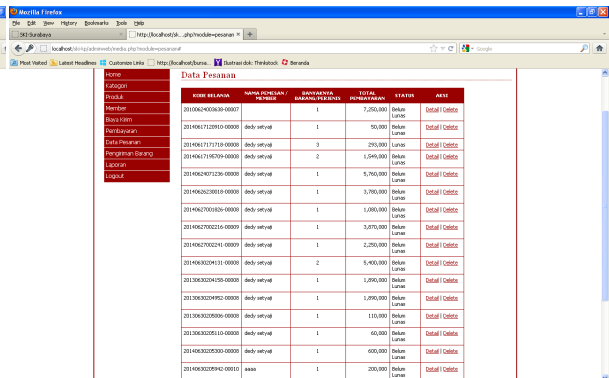 Mozilla Firefox
File Edit View History Bookmarks Tools Help
SKI-Surabaya
http://localhost/sk...php?module=pesanan
localhost/skripsi/adminweb/media.php?module=pesanan#
Google
Most Visited Latest Headlines Customize Links http://localhost/bursa... Ilustrasi dok: Thinkstock Beranda
Home
Kategori
Produk
Member
Biaya Kirim
Pembayaran
Data Pesanan
Pengiriman Barang
Laporan
Logout
Data Pesanan
KODE BELANJA NAMA PEMESAN / MEMBER BANYAKNYA BARANG/PERJENIS TOTAL PEMBAYARAN STATUS AKSI
20100624003638-00007 1 7,250,000 Belum Lunas Detail | Delete
20140617120910-00008 dedy setyaji 1 50,000 Belum Lunas Detail | Delete
20140617171718-00008 dedy setyaji 3 293,000 Lunas Detail | Delete
20140617195709-00008 dedy setyaji 2 1,549,000 Belum Lunas Detail | Delete
20140624071236-00008 dedy setyaji 1 5,760,000 Belum Lunas Detail | Delete
20140626230018-00008 dedy setyaji 1 3,780,000 Belum Lunas Detail | Delete
20140627001826-00008 dedy setyaji 1 1,080,000 Belum Lunas Detail | Delete
20140627002216-00009 dedy setyaji 1 3,870,000 Belum Lunas Detail | Delete
20140627002241-00009 dedy setyaji 1 2,250,000 Belum Lunas Detail | Delete
20140630204131-00008 dedy setyaji 2 5,400,000 Belum Lunas Detail | Delete
20130630204158-00008 dedy setyaji 1 1,890,000 Belum Lunas Detail | Delete
20130630204952-00008 dedy setyaji 1 1,890,000 Belum Lunas Detail | Delete
20130630205006-00008 dedy setyaji 1 110,000 Belum Lunas Detail | Delete
20130630205110-00008 dedy setyaji 1 60,000 Belum Lunas Detail | Delete
20140630205300-00008 dedy setyaji 1 600,000 Belum Lunas Detail | Delete
20140630205942-00010 aaaa 1 200,000 Belum Lunas Detail | Delete